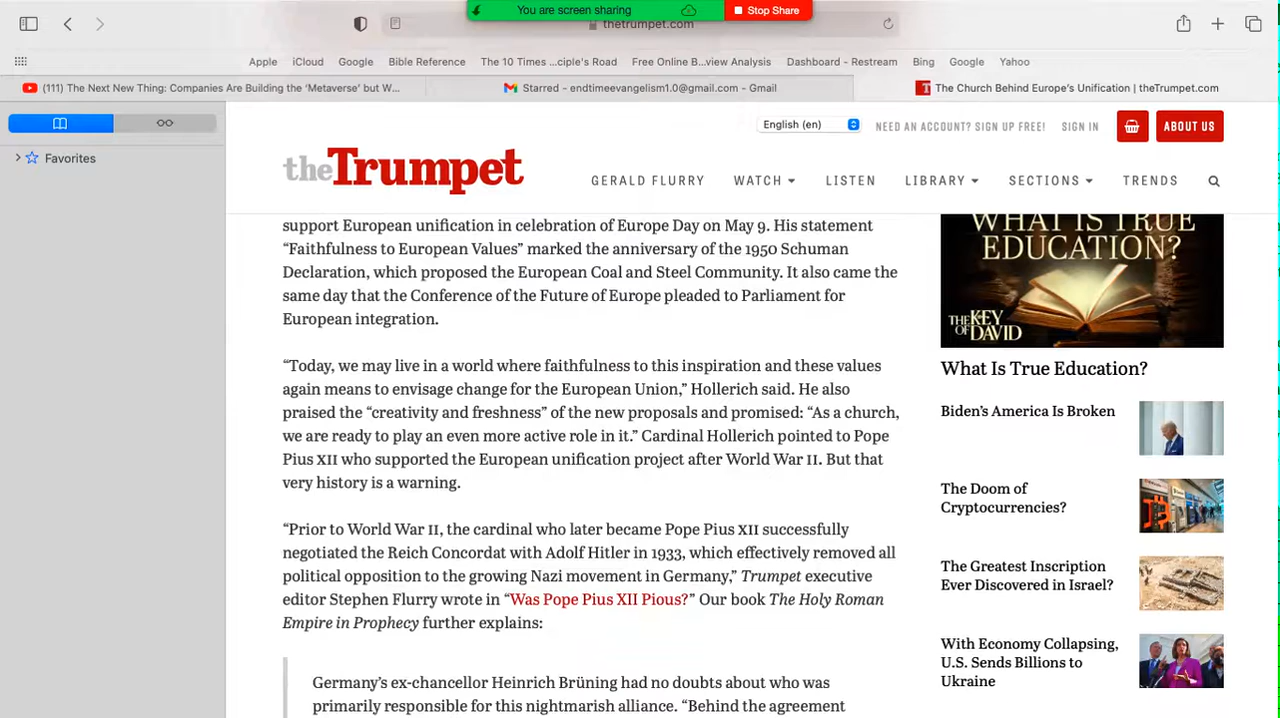 You are screen sharing
Stop Share
thetrumpet.com
Apple iCloud Google Bible Reference The 10 Times ...ciple's Road Free Online B...view Analysis Dashboard - Restream Bing Google Yahoo
(111) The Next New Thing: Companies Are Building the ‘Metaverse’ but W...
Starred - endtimeevangelism1.0@gmail.com - Gmail
The Church Behind Europe’s Unification | theTrumpet.com
Favorites
English (en)
NEED AN ACCOUNT? SIGN UP FREE!
SIGN IN
ABOUT US
theTrumpet
GERALD FLURRY WATCH LISTEN LIBRARY SECTIONS TRENDS
support European unification in celebration of Europe Day on May 9. His statement
“Faithfulness to European Values” marked the anniversary of the 1950 Schuman
Declaration, which proposed the European Coal and Steel Community. It also came the
same day that the Conference of the Future of Europe pleaded to Parliament for
European integration.
“Today, we may live in a world where faithfulness to this inspiration and these values
again means to envisage change for the European Union,” Hollerich said. He also
praised the “creativity and freshness” of the new proposals and promised: “As a church,
we are ready to play an even more active role in it.” Cardinal Hollerich pointed to Pope
Pius XII who supported the European unification project after World War II. But that
very history is a warning.
“Prior to World War II, the cardinal who later became Pope Pius XII successfully
negotiated the Reich Concordat with Adolf Hitler in 1933, which effectively removed all
political opposition to the growing Nazi movement in Germany,” Trumpet executive
editor Stephen Flurry wrote in “Was Pope Pius XII Pious?” Our book The Holy Roman
Empire in Prophecy further explains:
Germany’s ex-chancellor Heinrich Brüning had no doubts about who was
primarily responsible for this nightmarish alliance. “Behind the agreement
WHAT IS TRUE
EDUCATION?
THE KEY
OF DAVID
What Is True Education?
Biden’s America Is Broken
The Doom of
Cryptocurrencies?
The Greatest Inscription
Ever Discovered in Israel?
With Economy Collapsing,
U.S. Sends Billions to
Ukraine